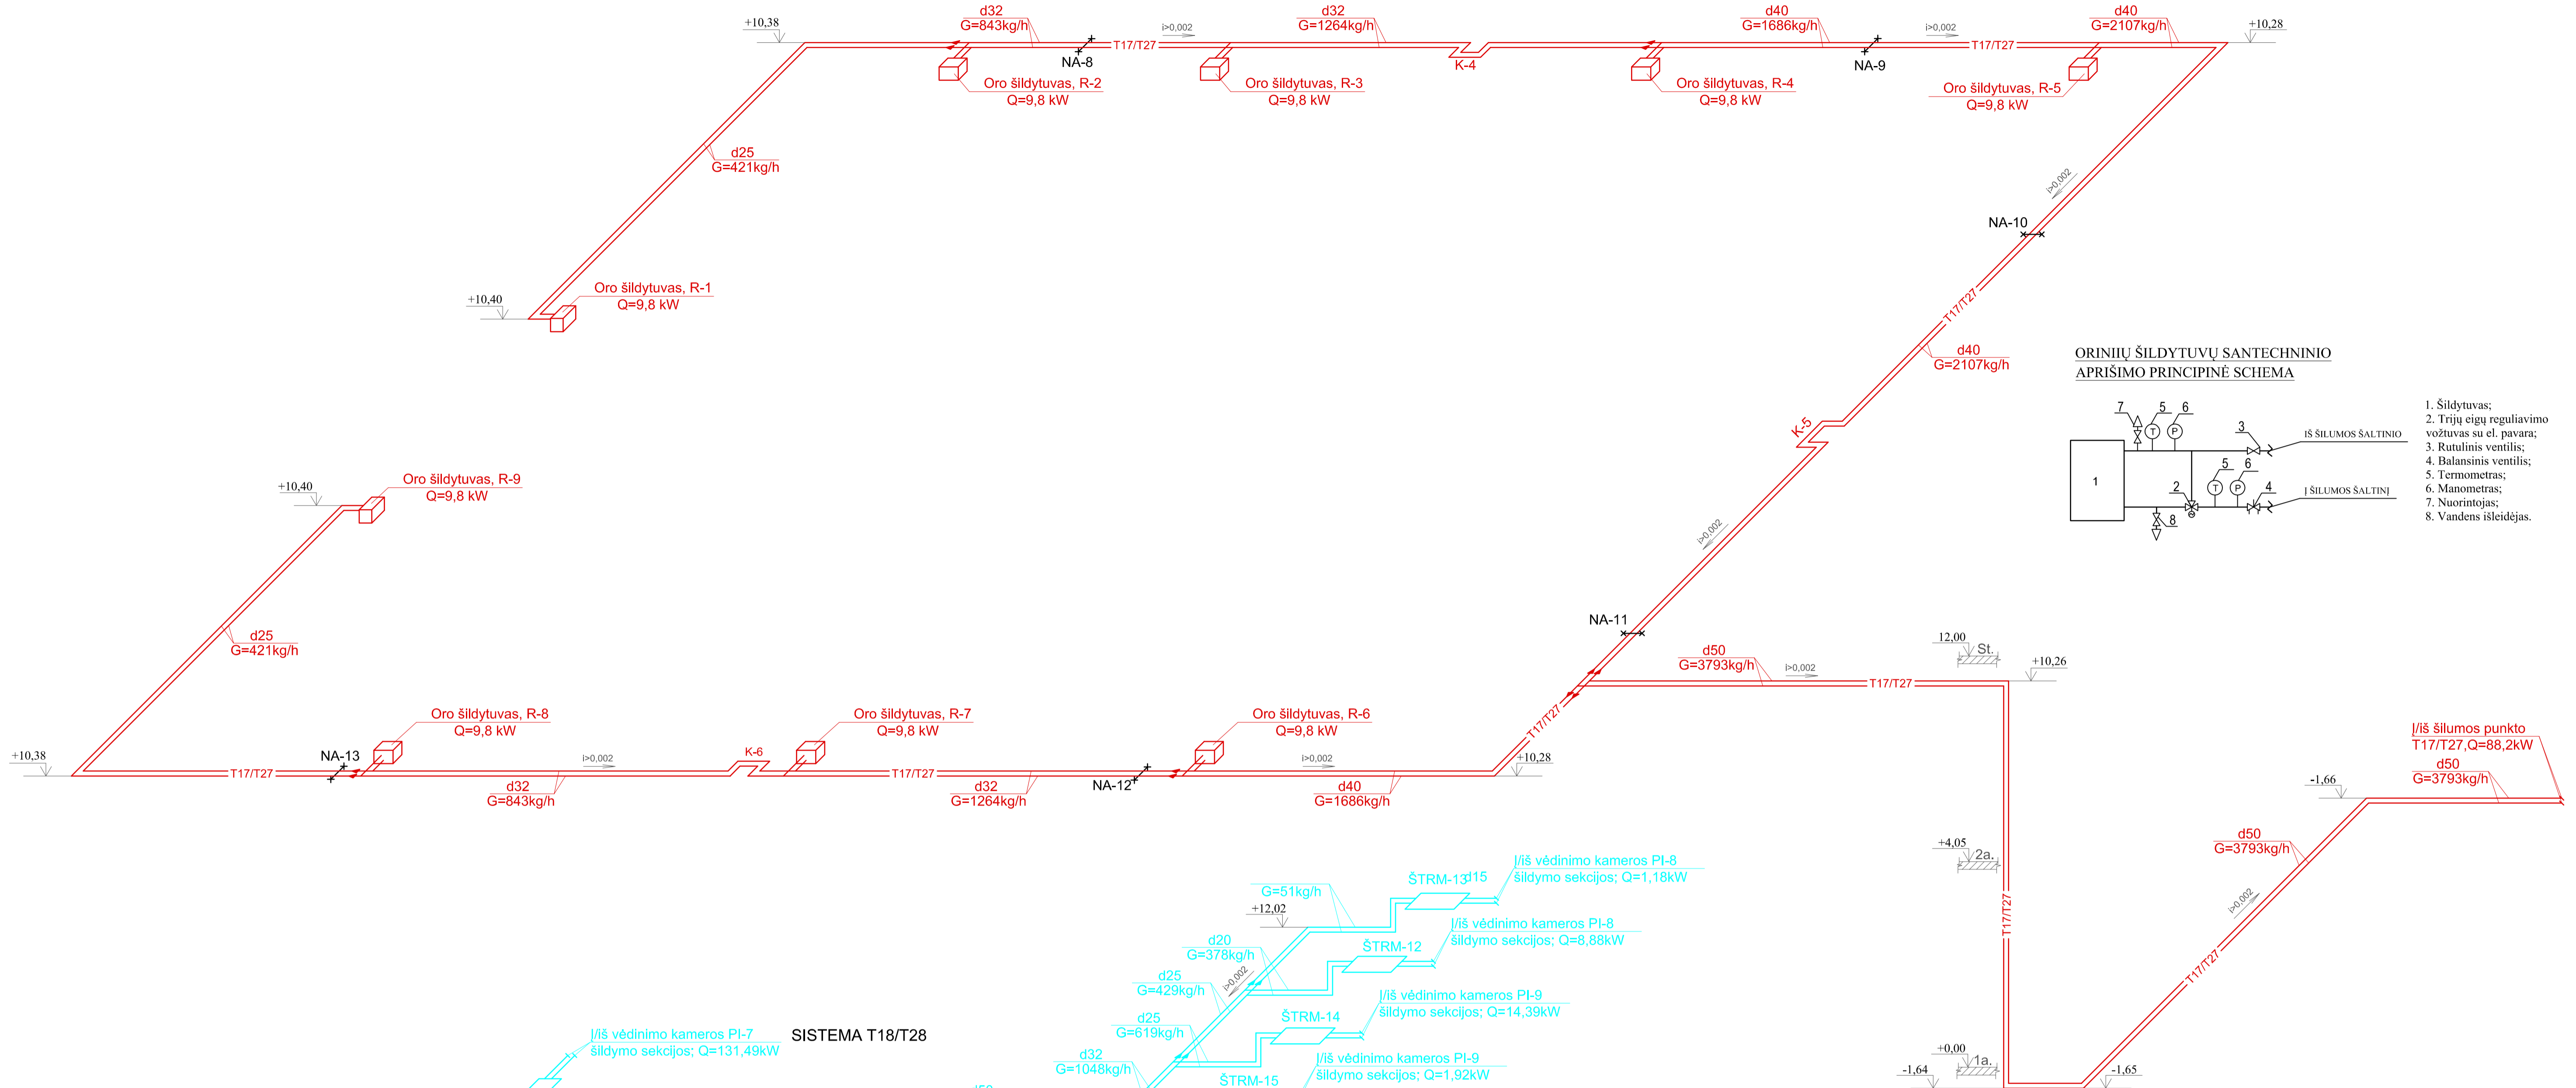 +10,38
d32
G=843kg/h
NA-8
T17/T27
i>0,002
d32
G=1264kg/h
K-4
d40
G=1686kg/h
NA-9
i>0,002
T17/T27
d40
G=2107kg/h
+10,28
Oro šildytuvas, R-2
Q=9,8 kW
Oro šildytuvas, R-3
Q=9,8 kW
Oro šildytuvas, R-4
Q=9,8 kW
Oro šildytuvas, R-5
Q=9,8 kW
d25
G=421kg/h
i>0,002
NA-10
+10,40
Oro šildytuvas, R-1
Q=9,8 kW
T17/T27
d40
G=2107kg/h
K-5
ORINIIŲ ŠILDYTUVŲ SANTECHNINIO
APRIŠIMO PRINCIPINĖ SCHEMA
7
5
6
3
T
P
IŠ ŠILUMOS ŠALTINIO
1
2
5
6
4
T
P
Į ŠILUMOS ŠALTINĮ
8
1. Šildytuvas;
2. Trijų eigų reguliavimo
vožtuvas su el. pavara;
3. Rutulinis ventilis;
4. Balansinis ventilis;
5. Termometras;
6. Manometras;
7. Nuorintojas;
8. Vandens išleidėjas.
+10,40
Oro šildytuvas, R-9
Q=9,8 kW
i>0,002
d25
G=421kg/h
NA-11
d50
G=3793kg/h
i>0,002
T17/T27
12,00
St.
+10,26
T17/T27
Oro šildytuvas, R-8
Q=9,8 kW
Oro šildytuvas, R-7
Q=9,8 kW
Oro šildytuvas, R-6
Q=9,8 kW
+10,38
T17/T27
NA-13
d32
G=843kg/h
i>0,002
K-6
T17/T27
d32
G=1264kg/h
NA-12
i>0,002
d40
G=1686kg/h
+10,28
Į/iš šilumos punkto
T17/T27,Q=88,2kW
d50
G=3793kg/h
-1,66
d50
G=3793kg/h
+4,05
2a.
T17/T27
i>0,002
T17/T27
+0,00
1a.
-1,64
-1,65
G=51kg/h
ŠTRM-13
d15
Į/iš vėdinimo kameros PI-8
šildymo sekcijos; Q=1,18kW
+12,02
d20
G=378kg/h
ŠTRM-12
Į/iš vėdinimo kameros PI-8
šildymo sekcijos; Q=8,88kW
i>0,002
d25
G=429kg/h
Į/iš vėdinimo kameros PI-9
šildymo sekcijos; Q=14,39kW
d25
G=619kg/h
ŠTRM-14
Į/iš vėdinimo kameros PI-7
šildymo sekcijos; Q=131,49kW
SISTEMA T18/T28
d32
G=1048kg/h
ŠTRM-15
Į/iš vėdinimo kameros PI-9
šildymo sekcijos; Q=1,92kW